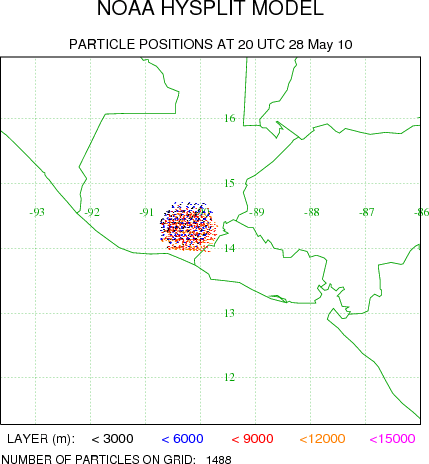 NOAA HYSPLIT MODEL
PARTICLE POSITIONS AT 20 UTC 28 May 10
16
15
-93 -92 -91 -89 -88 -87 -86
14
13
12
LAYER (m): < 3000 < 6000 < 9000 <12000 <15000
NUMBER OF PARTICLES ON GRID: 1488